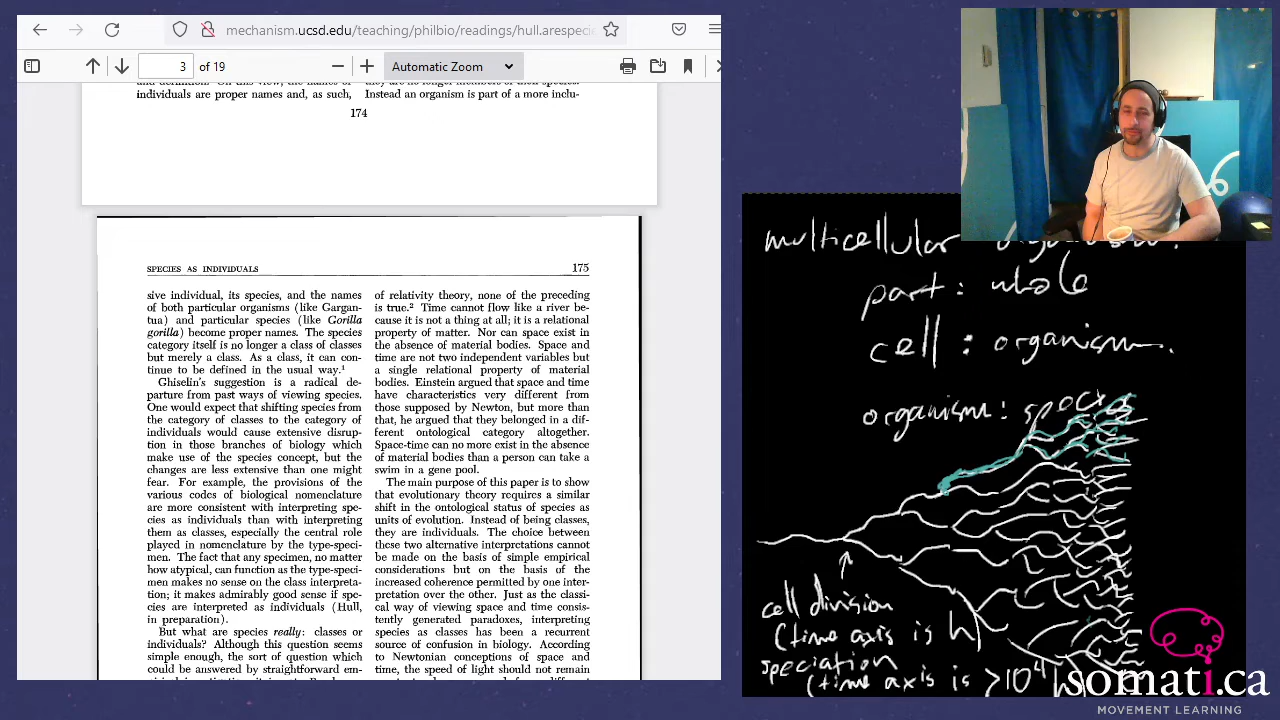 mechanism.ucsd.edu/teaching/philbio/readings/hull.arespecie
3 of 19
Automatic Zoom
individuals are proper names and, as such,
Instead an organism is part of a more inclu-
174
SPECIES AS INDIVIDUALS
175
sive individual, its species, and the names
of both particular organisms (like Gargan-
tua) and particular species (like Gorilla
gorilla) become proper names. The species
category itself is no longer a class of classes
but merely a class. As a class, it can con-
tinue to be defined in the usual way.¹
Ghiselin's suggestion is a radical de-
parture from past ways of viewing species.
One would expect that shifting species from
the category of classes to the category of
individuals would cause extensive disrup-
tion in those branches of biology which
make use of the species concept, but the
changes are less extensive than one might
fear. For example, the provisions of the
various codes of biological nomenclature
are more consistent with interpreting spe-
cies as individuals than with interpreting
them as classes, especially the central role
played in nomenclature by the type-speci-
men. The fact that any specimen, no matter
how atypical, can function as the type-speci-
men makes no sense on the class interpreta-
tion; it makes admirably good sense if spe-
cies are interpreted as individuals (Hull,
in preparation).
But what are species really: classes or
individuals? Although this question seems
simple enough, the sort of question which
could be answered by straightforward em-
of relativity theory, none of the preceding
is true.² Time cannot flow like a river be-
cause it is not a thing at all; it is a relational
property of matter. Nor can space exist in
the absence of material bodies. Space and
time are not two independent variables but
a single relational property of material
bodies. Einstein argued that space and time
have characteristics very different from
those supposed by Newton, but more than
that, he argued that they belonged in a dif-
ferent ontological category altogether.
Space-time can no more exist in the absence
of material bodies than a person can take a
swim in a gene pool.
The main purpose of this paper is to show
that evolutionary theory requires a similar
shift in the ontological status of species as
units of evolution. Instead of being classes,
they are individuals. The choice between
these two alternative interpretations cannot
be made on the basis of simple empirical
considerations but on the basis of the
increased coherence permitted by one inter-
pretation over the other. Just as the classi-
cal way of viewing space and time consis-
tently generated paradoxes, interpreting
species as classes has been a recurrent
source of confusion in biology. According
to Newtonian conceptions of space and
time, the speed of light should not remain
multicellular
part : whole
cell : organism.
organism : species
cell division
(time axis is h)
speciation
(time axis is >10⁴ h
somati.ca
MOVEMENT LEARNING